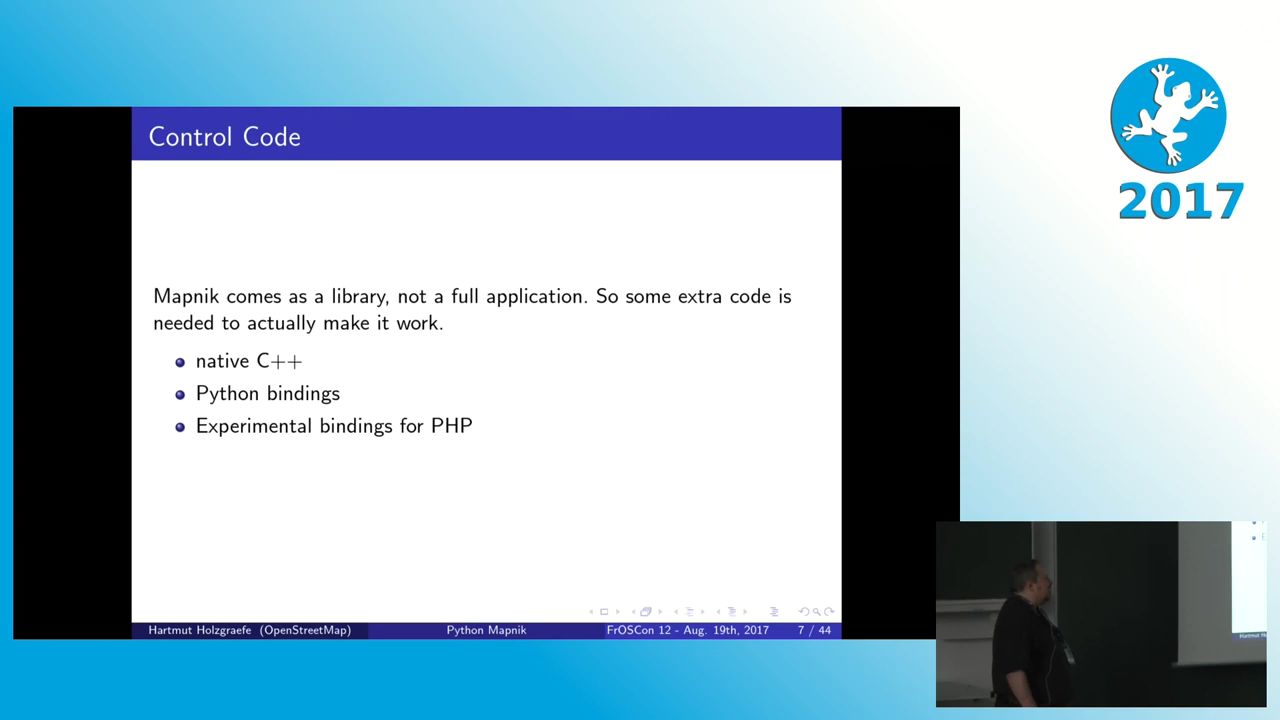 Control Code
2017
Mapnik comes as a library, not a full application. So some extra code is
needed to actually make it work.
native C++
Python bindings
Experimental bindings for PHP
Hartmut Holzgraefe (OpenStreetMap) Python Mapnik FrOSCon 12 - Aug. 19th, 2017 7 / 44